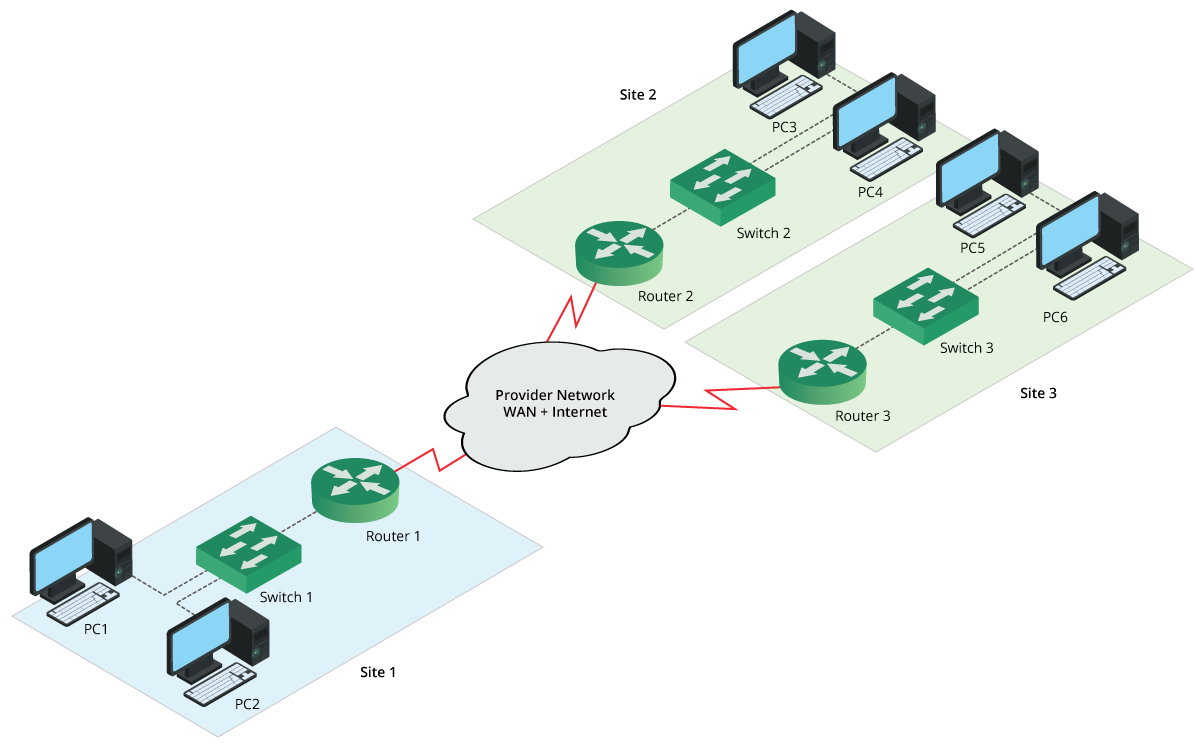 Site 2
PC3
PC4
Switch 2
Router 2
PC5
PC6
Switch 3
Router 3
Site 3
Provider Network
WAN + Internet
Router 1
Switch 1
PC1
PC2
Site 1